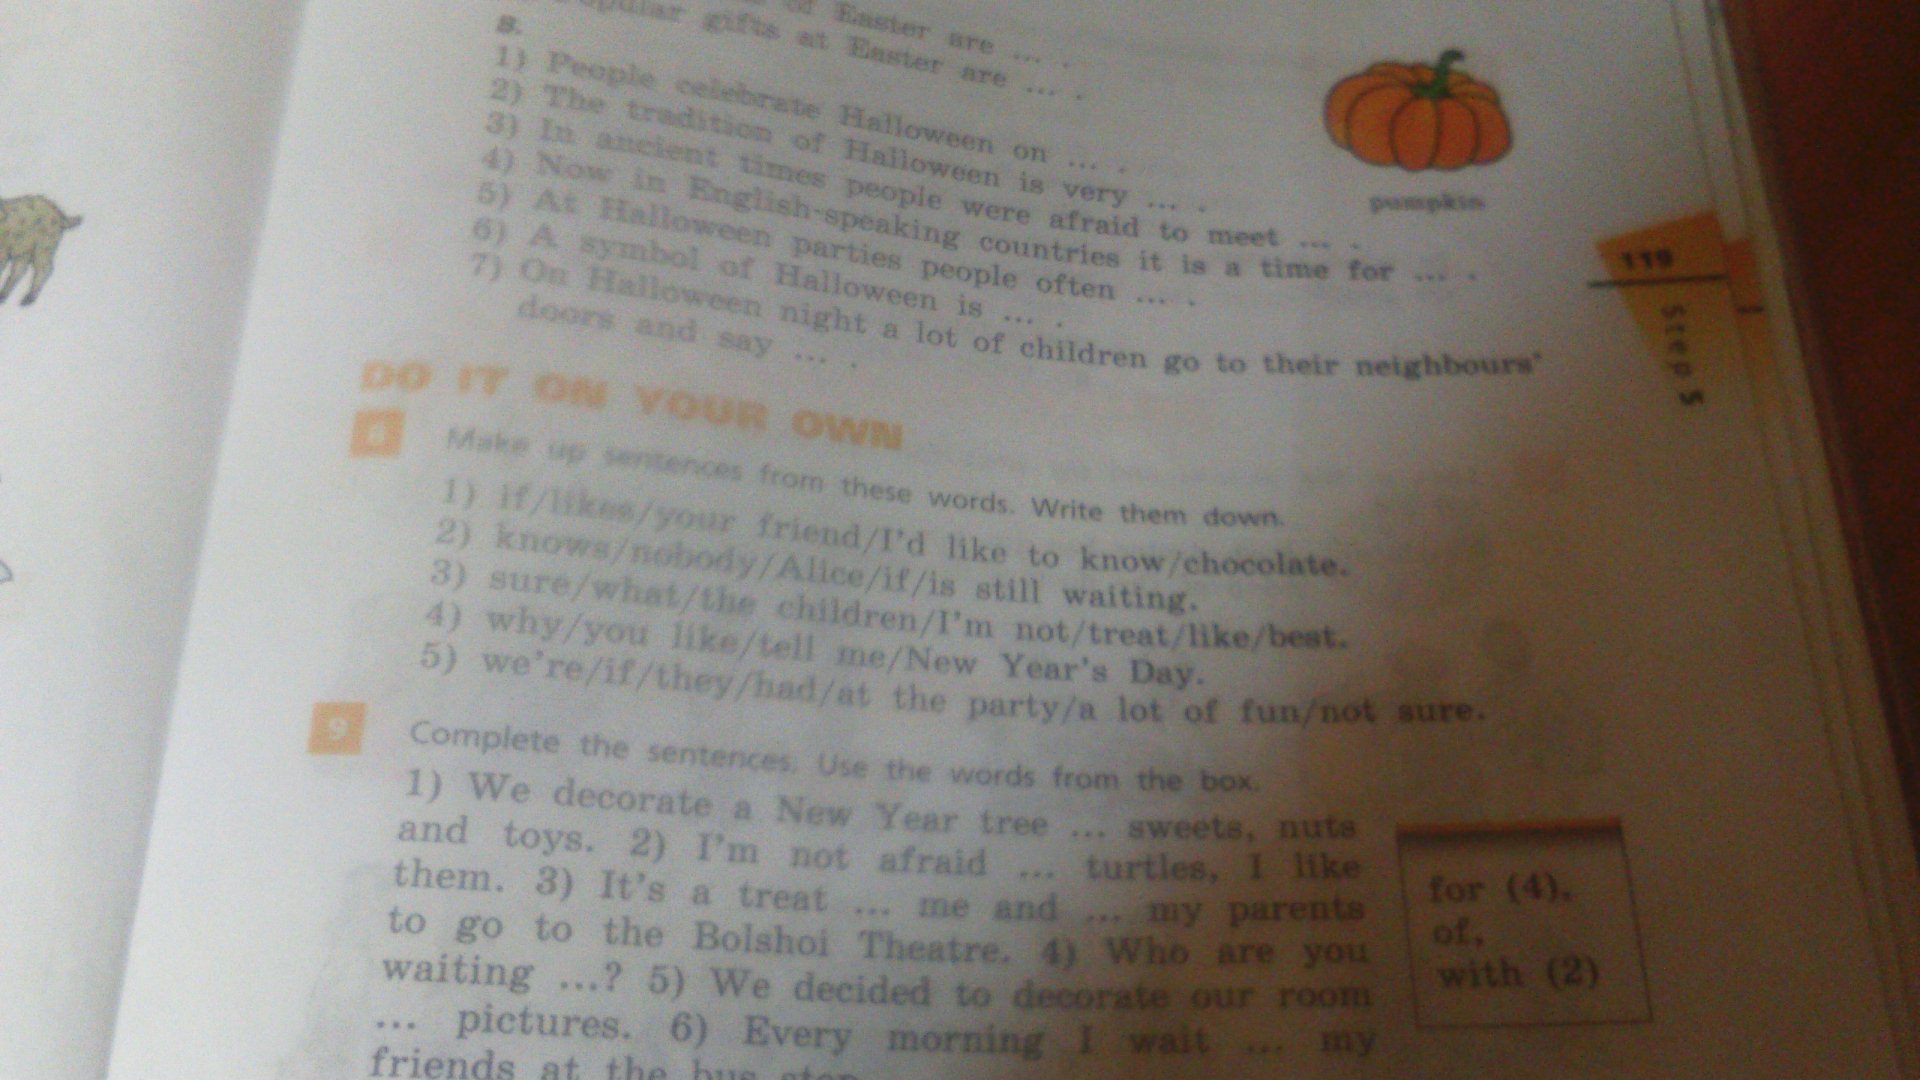 of Easter are ... .
gifts at Easter are ... .
B.
1) People celebrate Halloween on ... .
2) The tradition of Halloween is very ... .
3) In ancient times people were afraid to meet ... .
4) Now in English-speaking countries it is a time for ... .
5) At Halloween parties people often ... .
6) A symbol of Halloween is ... .
7) On Halloween night a lot of children go to their neighbours'
doors and say ... .
pumpkin
119
Step 5
DO IT ON YOUR OWN
8 Make up sentences from these words. Write them down.
1) if/likes/your friend/I'd like to know/chocolate.
2) knows/nobody/Alice/if/is still waiting.
3) sure/what/the children/I'm not/treat/like/best.
4) why/you like/tell me/New Year's Day.
5) we're/if/they/had/at the party/a lot of fun/not sure.
9 Complete the sentences. Use the words from the box.
1) We decorate a New Year tree ... sweets, nuts
and toys. 2) I'm not afraid ... turtles, I like
them. 3) It's a treat ... me and ... my parents
to go to the Bolshoi Theatre. 4) Who are you
waiting ...? 5) We decided to decorate our room
... pictures. 6) Every morning I wait ... my
friends at the bus stop
for (4),
of,
with (2)